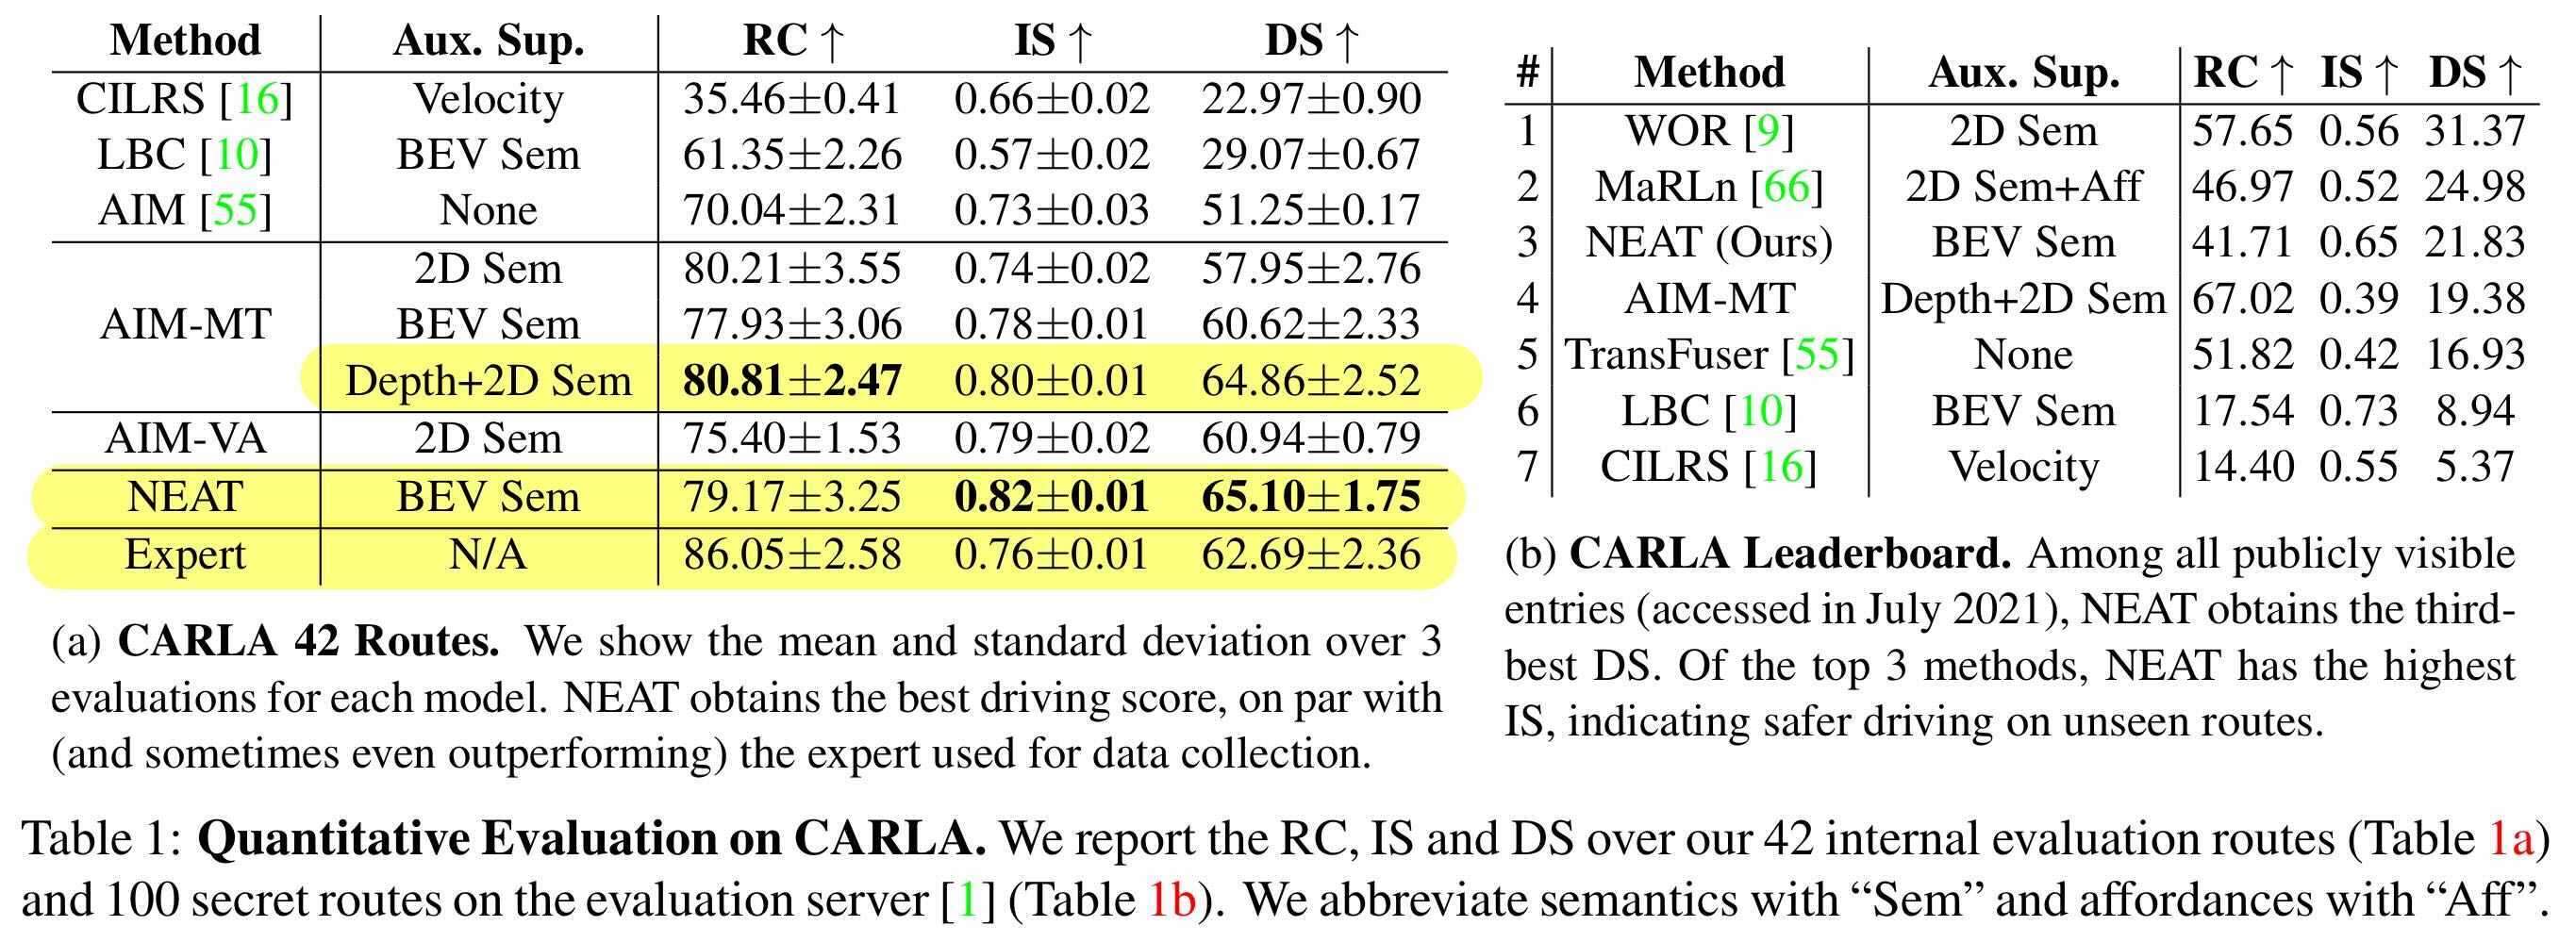 Method Aux. Sup. RC ↑ IS ↑ DS ↑
CILRS [16] Velocity 35.46±0.41 0.66±0.02 22.97±0.90
LBC [10] BEV Sem 61.35±2.26 0.57±0.02 29.07±0.67
AIM [55] None 70.04±2.31 0.73±0.03 51.25±0.17
2D Sem 80.21±3.55 0.74±0.02 57.95±2.76
AIM-MT BEV Sem 77.93±3.06 0.78±0.01 60.62±2.33
Depth+2D Sem 80.81±2.47 0.80±0.01 64.86±2.52
AIM-VA 2D Sem 75.40±1.53 0.79±0.02 60.94±0.79
NEAT BEV Sem 79.17±3.25 0.82±0.01 65.10±1.75
Expert N/A 86.05±2.58 0.76±0.01 62.69±2.36
(a) CARLA 42 Routes. We show the mean and standard deviation over 3
evaluations for each model. NEAT obtains the best driving score, on par with
(and sometimes even outperforming) the expert used for data collection.
# Method Aux. Sup. RC ↑ IS ↑ DS ↑
1 WOR [9] 2D Sem 57.65 0.56 31.37
2 MaRLn [66] 2D Sem+Aff 46.97 0.52 24.98
3 NEAT (Ours) BEV Sem 41.71 0.65 21.83
4 AIM-MT Depth+2D Sem 67.02 0.39 19.38
5 TransFuser [55] None 51.82 0.42 16.93
6 LBC [10] BEV Sem 17.54 0.73 8.94
7 CILRS [16] Velocity 14.40 0.55 5.37
(b) CARLA Leaderboard. Among all publicly visible
entries (accessed in July 2021), NEAT obtains the third-
best DS. Of the top 3 methods, NEAT has the highest
IS, indicating safer driving on unseen routes.
Table 1: Quantitative Evaluation on CARLA. We report the RC, IS and DS over our 42 internal evaluation routes (Table 1a)
and 100 secret routes on the evaluation server [1] (Table 1b). We abbreviate semantics with “Sem” and affordances with “Aff”.